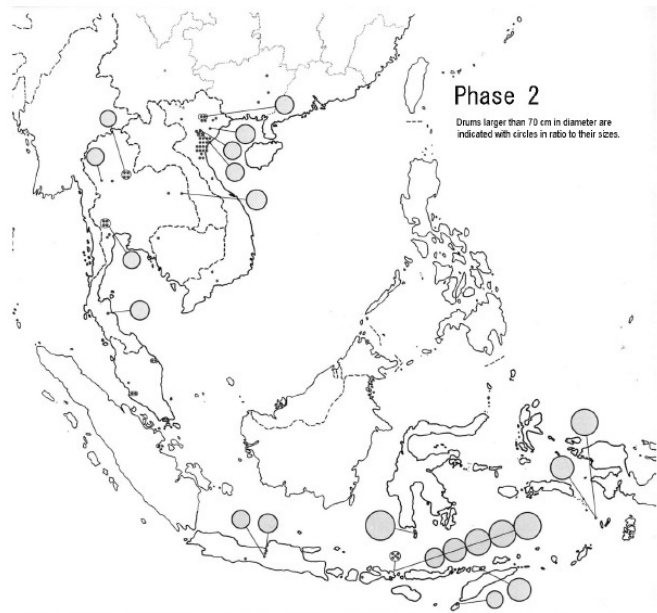 Phase 2
Drums larger than 70 cm in diameter are
indicated with circles in ratio to their sizes.